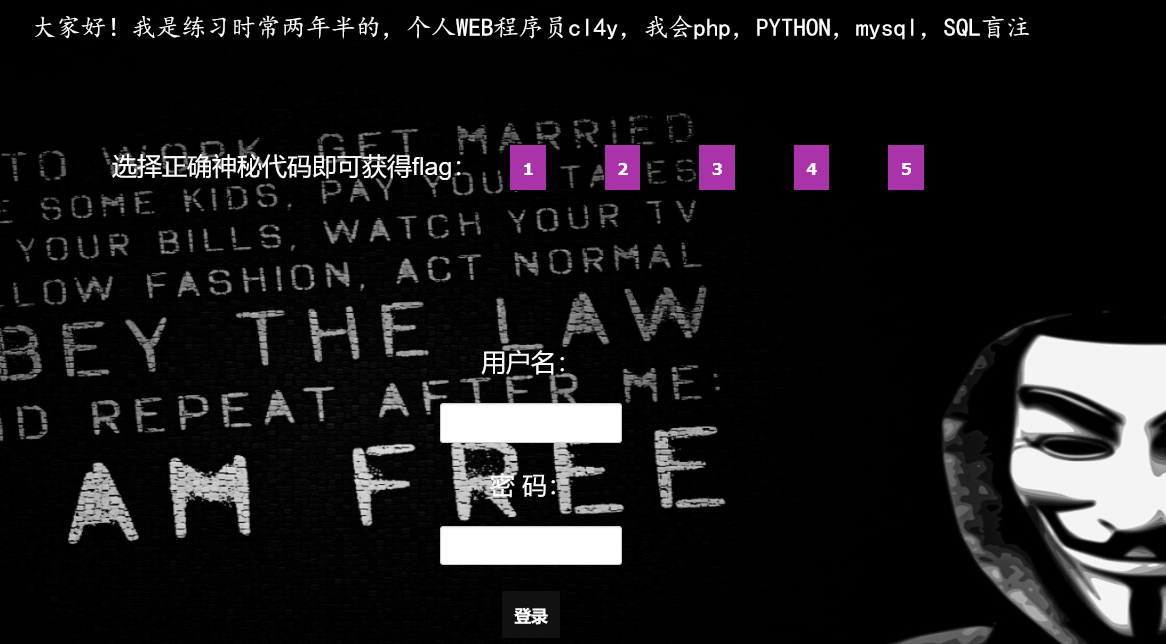 大家好！我是练习时常两年半的，个人WEB程序员cl4y，我会php，PYTHON，mysql，SQL盲注
TO WORK, GET MARRIED
选择正确神秘代码即可获得flag： 1 2 3 4 5
SOME KIDS, PAY YOUR TAXES
YOUR BILLS, WATCH YOUR TV
FASHION, ACT NORMAL
OBEY THE LAW
用户名：
REPEAT AFTER ME:
AM FREE
密 码：
登录